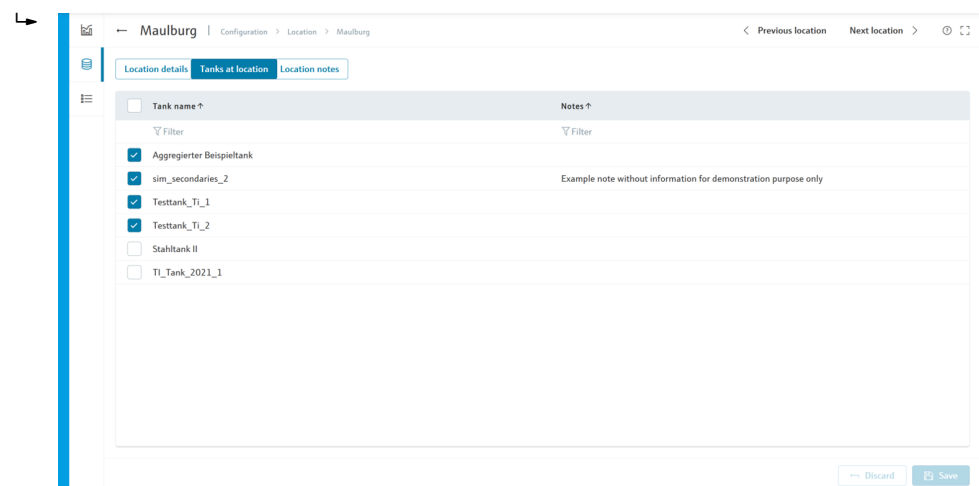 Maulburg | Configuration > Location > Maulburg < Previous location Next location >
Location details Tanks at location Location notes
Tank name ↑ Notes ↑
Filter Filter
Aggregierter Beispieltank
sim_secondaries_2 Example note without information for demonstration purpose only
Testtank_Ti_1
Testtank_Ti_2
Stahltank II
TI_Tank_2021_1
Discard Save